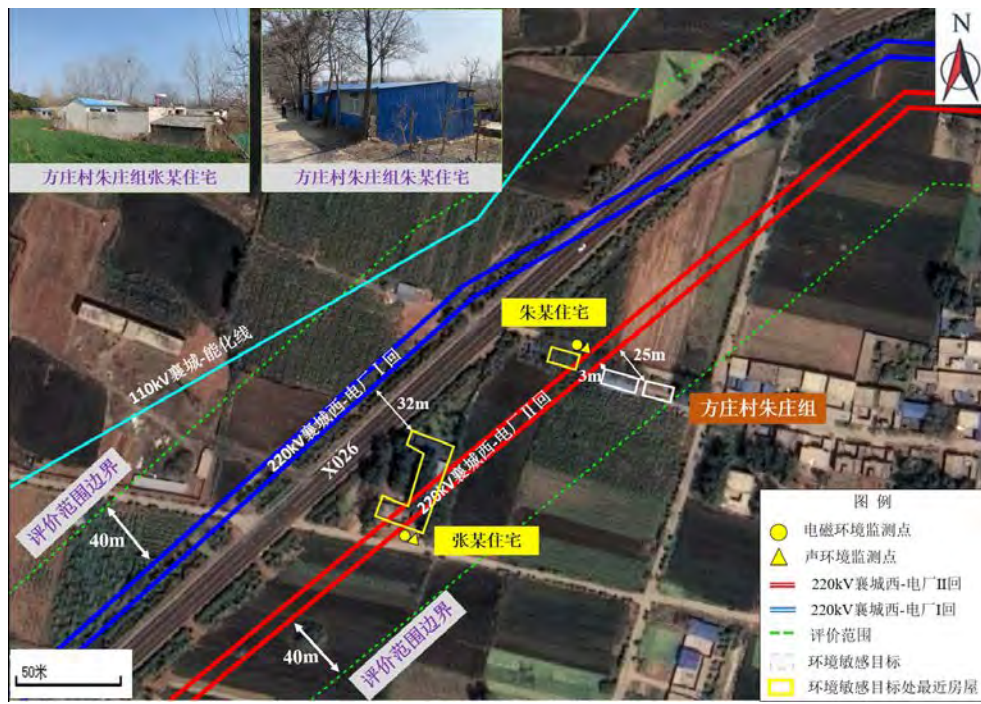 方庄村朱庄组张某住宅
方庄村朱庄组朱某住宅
N
110kV襄城-能化线
220kV襄城西-电厂Ⅰ回
X026
32m
朱某住宅
3m
25m
方庄村朱庄组
220kV襄城西-电厂Ⅱ回
张某住宅
评价范围边界
40m
评价范围边界
40m
50米
图 例
电磁环境监测点
声环境监测点
220kV襄城西-电厂II回
220kV襄城西-电厂I回
评价范围
环境敏感目标
环境敏感目标处最近房屋